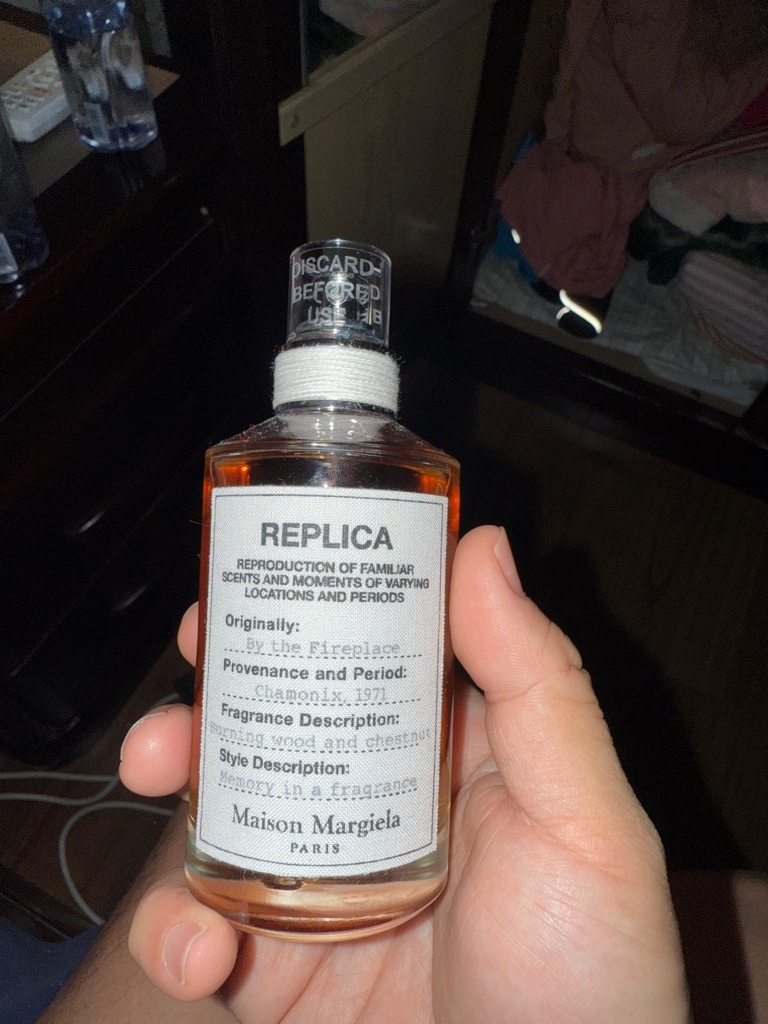 DISCARD
BEFORE
USE
REPLICA
REPRODUCTION OF FAMILIAR
SCENTS AND MOMENTS OF VARYING
LOCATIONS AND PERIODS
Originally:
By the Fireplace
Provenance and Period:
Chamonix, 1971
Fragrance Description:
Burning wood and chestnut
Style Description:
Memory in a fragrance
Maison Margiela
PARIS